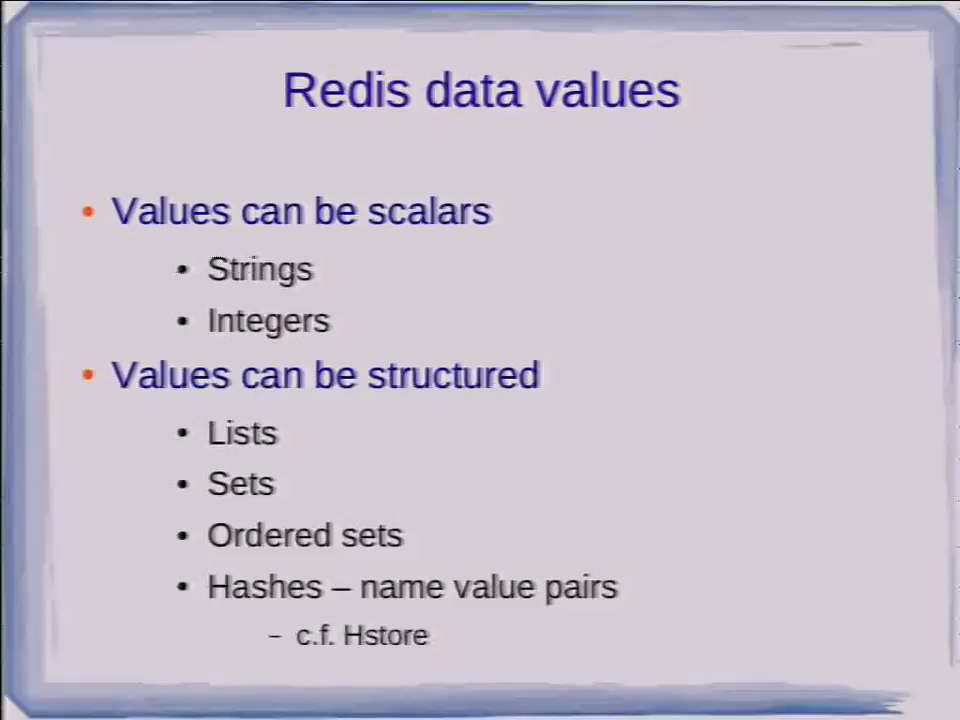 Redis data values
• Values can be scalars
• Strings
• Integers
• Values can be structured
• Lists
• Sets
• Ordered sets
• Hashes – name value pairs
– c.f. Hstore